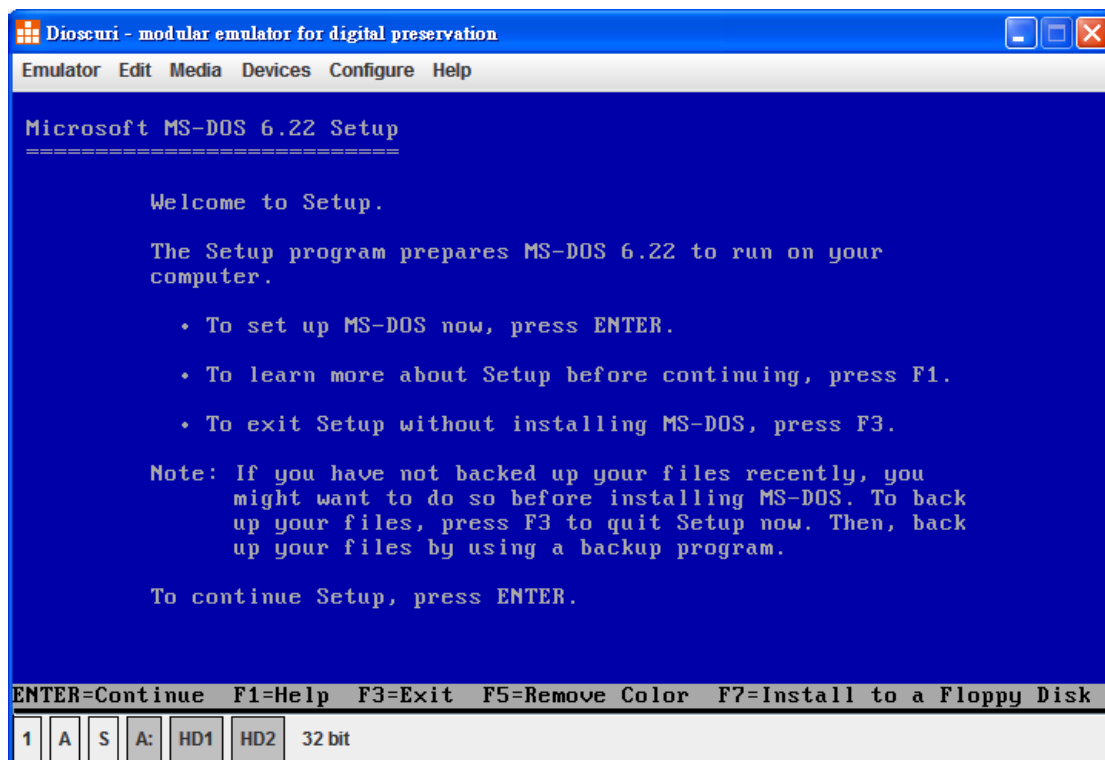 Dioscuri - modular emulator for digital preservation
Emulator Edit Media Devices Configure Help
Microsoft MS-DOS 6.22 Setup
===========================
Welcome to Setup.
The Setup program prepares MS-DOS 6.22 to run on your
computer.
• To set up MS-DOS now, press ENTER.
• To learn more about Setup before continuing, press F1.
• To exit Setup without installing MS-DOS, press F3.
Note: If you have not backed up your files recently, you
might want to do so before installing MS-DOS. To back
up your files, press F3 to quit Setup now. Then, back
up your files by using a backup program.
To continue Setup, press ENTER.
ENTER=Continue F1=Help F3=Exit F5=Remove Color F7=Install to a Floppy Disk
1 A S A: HD1 HD2 32 bit